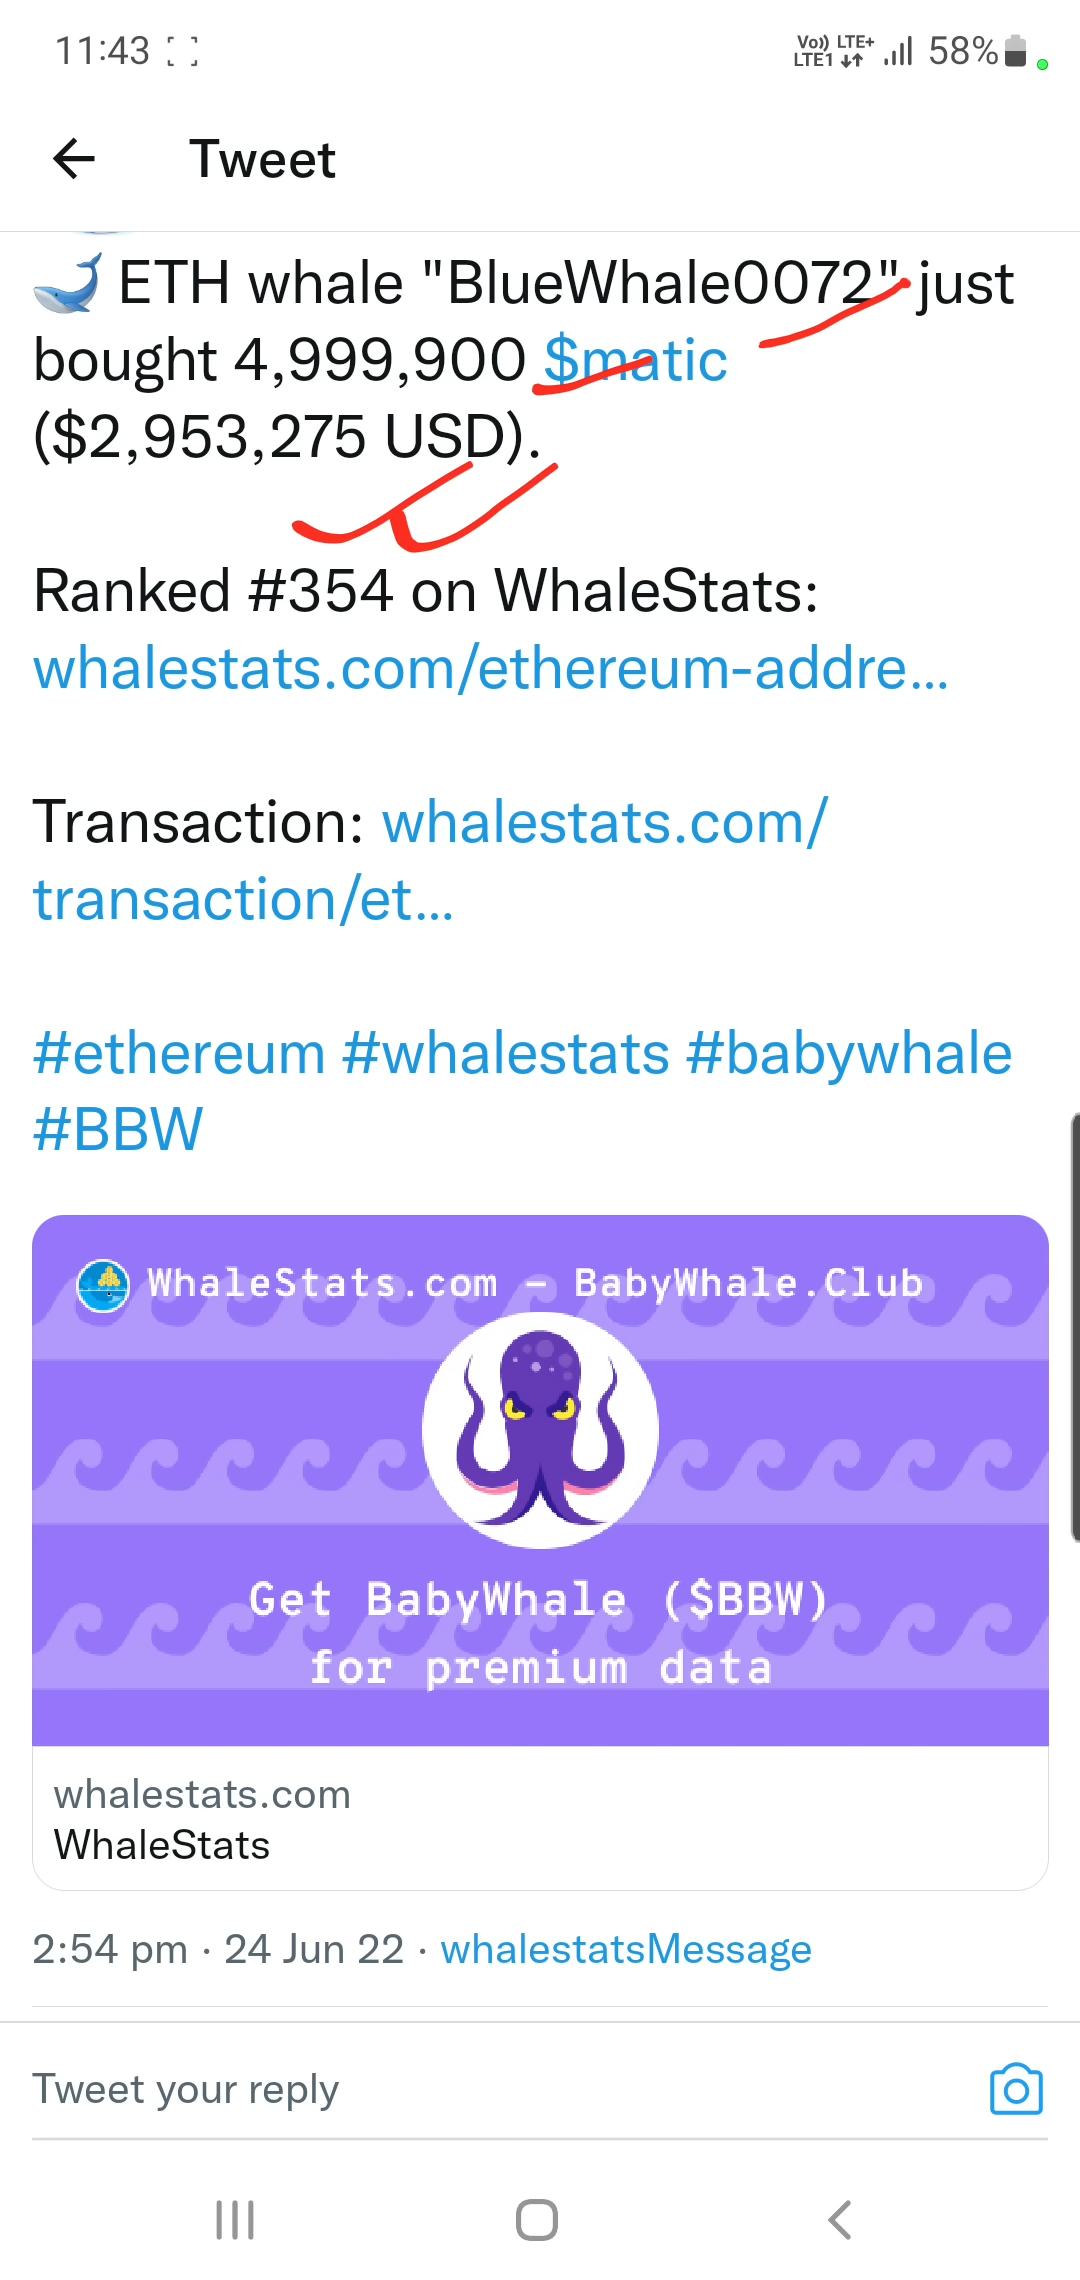 11:43
Vo)) LTE+
LTE1
58%
Tweet
ETH whale "BlueWhale0072" just
bought 4,999,900 $matic
($2,953,275 USD).
Ranked #354 on WhaleStats:
whalestats.com/ethereum-addre...
Transaction: whalestats.com/
transaction/et...
#ethereum #whalestats #babywhale
#BBW
WhaleStats.com – BabyWhale.Club
Get BabyWhale ($BBW)
for premium data
whalestats.com
WhaleStats
2:54 pm · 24 Jun 22 · whalestatsMessage
Tweet your reply